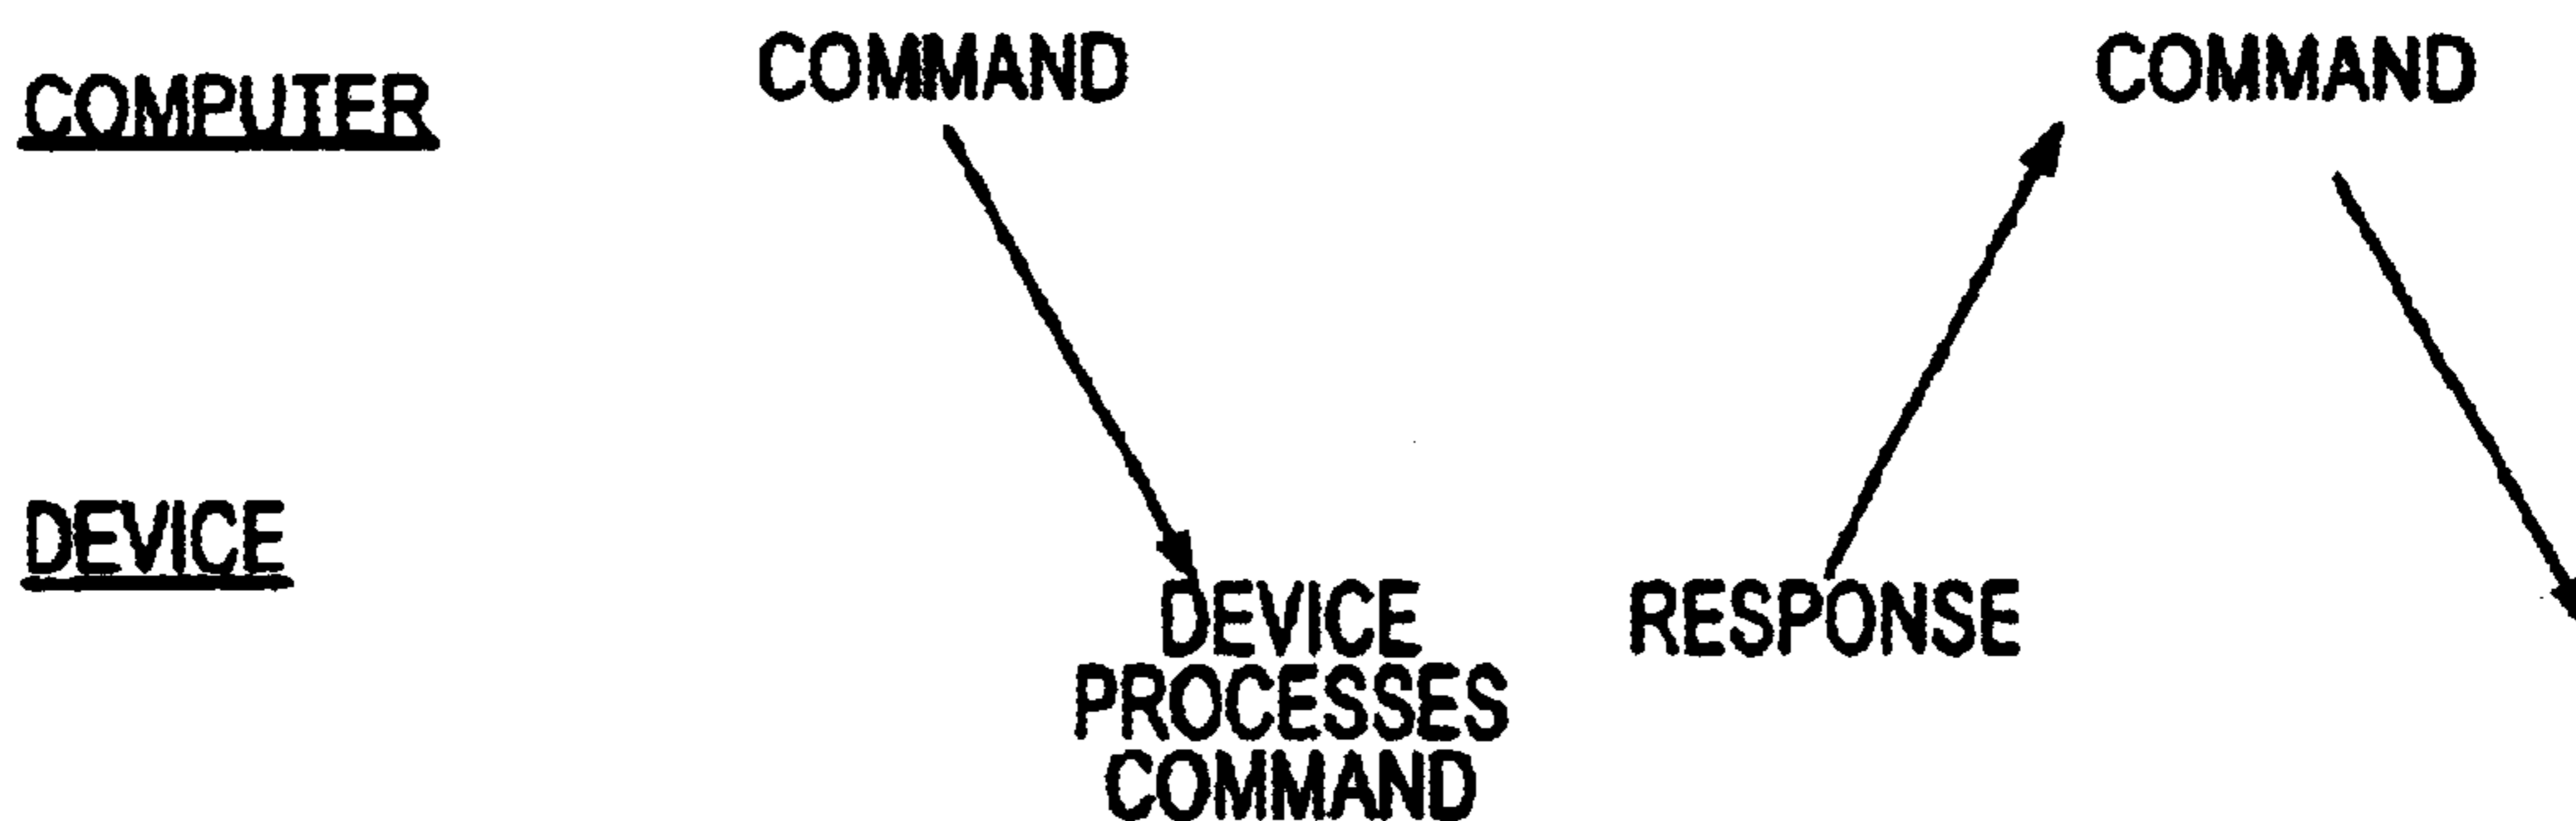 COMMAND
COMMAND
COMPUTER
DEVICE
DEVICE
PROCESSES
COMMAND
RESPONSE